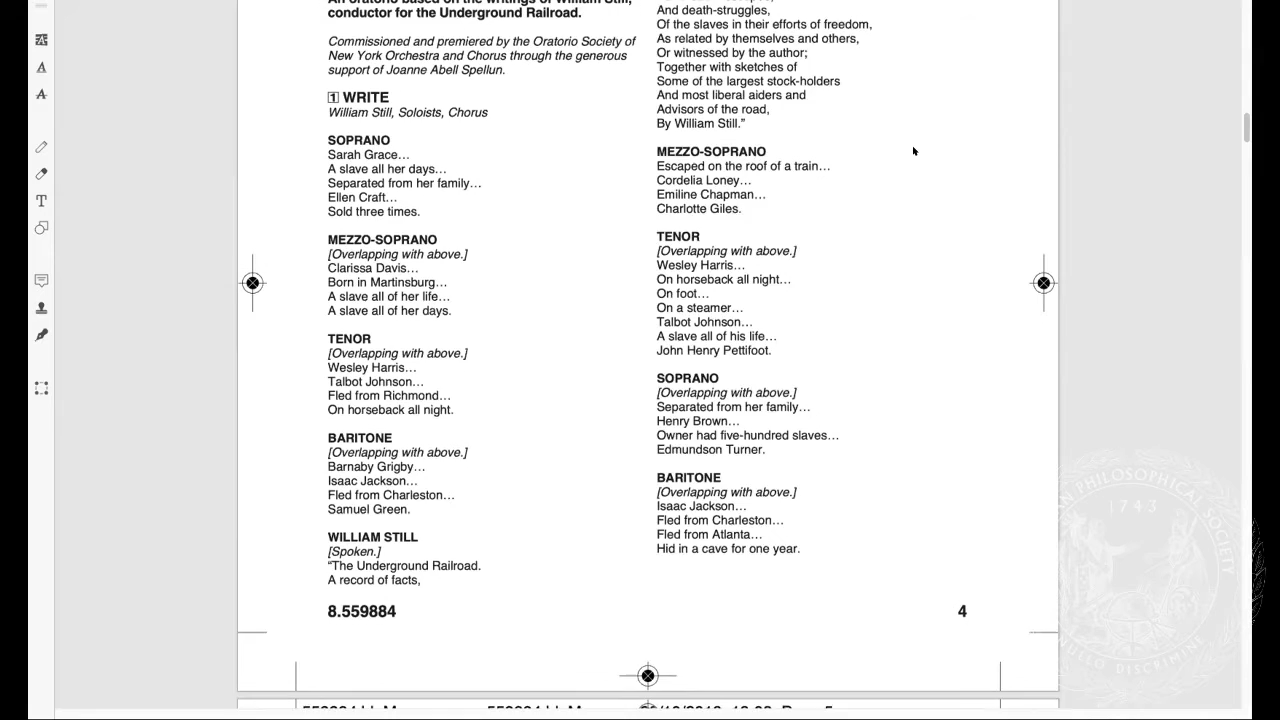 An oratorio based on the writings of William Still,
conductor for the Underground Railroad.
Commissioned and premiered by the Oratorio Society of
New York Orchestra and Chorus through the generous
support of Joanne Abell Spellun.
1 WRITE
William Still, Soloists, Chorus
SOPRANO
Sarah Grace…
A slave all her days…
Separated from her family…
Ellen Craft…
Sold three times.
MEZZO-SOPRANO
[Overlapping with above.]
Clarissa Davis…
Born in Martinsburg…
A slave all of her life…
A slave all of her days.
TENOR
[Overlapping with above.]
Wesley Harris…
Talbot Johnson…
Fled from Richmond…
On horseback all night.
BARITONE
[Overlapping with above.]
Barnaby Grigby…
Isaac Jackson…
Fled from Charleston…
Samuel Green.
WILLIAM STILL
[Spoken.]
“The Underground Railroad.
A record of facts,
And death-struggles,
Of the slaves in their efforts of freedom,
As related by themselves and others,
Or witnessed by the author;
Together with sketches of
Some of the largest stock-holders
And most liberal aiders and
Advisors of the road,
By William Still.”
MEZZO-SOPRANO
Escaped on the roof of a train…
Cordelia Loney…
Emiline Chapman…
Charlotte Giles.
TENOR
[Overlapping with above.]
Wesley Harris…
On horseback all night…
On foot…
On a steamer…
Talbot Johnson…
A slave all of his life…
John Henry Pettifoot.
SOPRANO
[Overlapping with above.]
Separated from her family…
Henry Brown…
Owner had five-hundred slaves…
Edmundson Turner.
BARITONE
[Overlapping with above.]
Isaac Jackson…
Fled from Charleston…
Fled from Atlanta…
Hid in a cave for one year.
8.559884
4
PHILOSOPHICAL SOCIETY
1743
NULLO DISCRIMINE